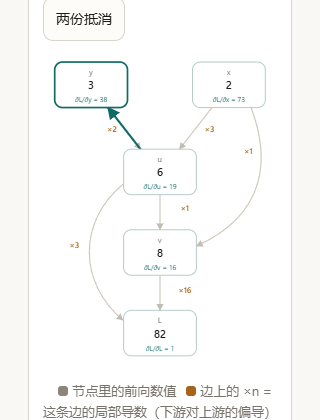 两份抵消
y
3
∂L/∂y = 38
x
2
∂L/∂x = 73
×2
×3
×1
u
6
∂L/∂u = 19
×1
×3
v
8
∂L/∂v = 16
×16
L
82
∂L/∂L = 1
节点里的前向数值 边上的 ×n =
这条边的局部导数（下游对上游的偏导）